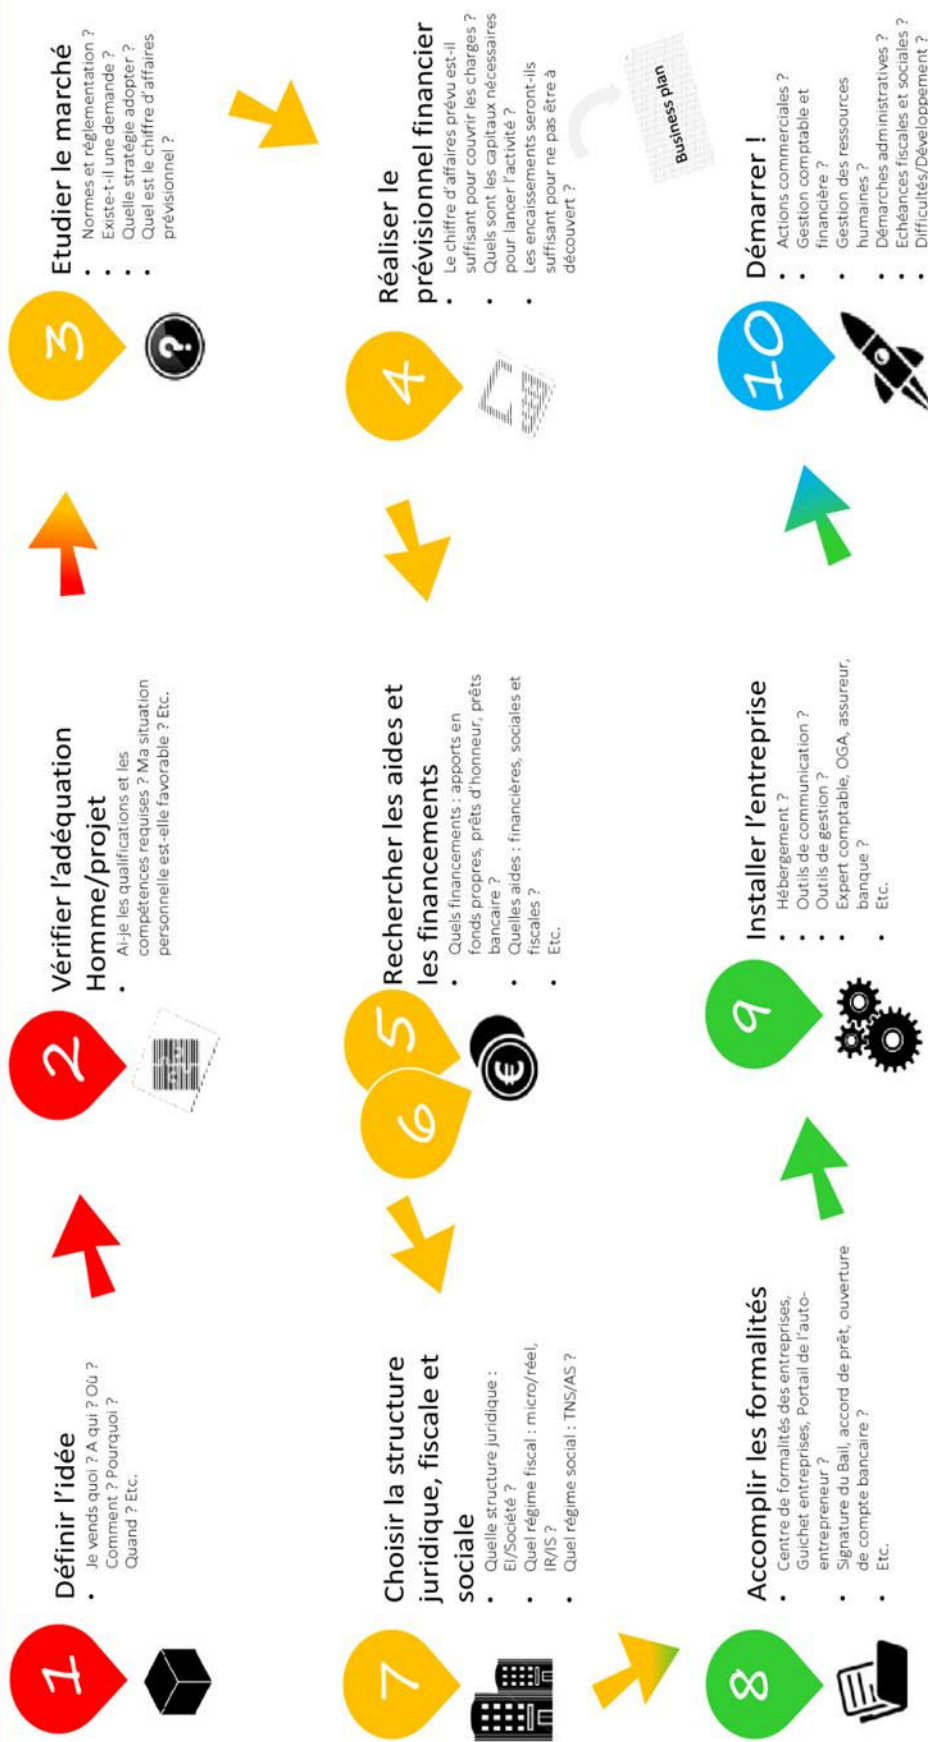 1
Définir l'idée
• Je vends quoi ? A qui ? Où ?
Comment ? Pourquoi ?
Quand ? Etc.
2
Vérifier l'adéquation
Homme/projet
• Ai-je les qualifications et les
compétences requises ? Ma situation
personnelle est-elle favorable ? Etc.
3
Etudier le marché
• Normes et réglementation ?
• Existe-t-il une demande ?
• Quelle stratégie adopter ?
• Quel est le chiffre d'affaires
prévisionnel ?
4
Réaliser le
prévisionnel financier
• Le chiffre d'affaires prévu est-il
suffisant pour couvrir les charges ?
• Quels sont les capitaux nécessaires
pour lancer l'activité ?
• Les encaissements seront-ils
suffisant pour ne pas être à
découvert ?
Business plan
5
6
Rechercher les aides et
les financements
• Quels financements : apports en
fonds propres, prêts d'honneur, prêts
bancaire ?
• Quelles aides : financières, sociales et
fiscales ?
• Etc.
7
Choisir la structure
juridique, fiscale et
sociale
• Quelle structure juridique :
EI/Société ?
• Quel régime fiscal : micro/réel,
IR/IS ?
• Quel régime social : TNS/AS ?
8
Accomplir les formalités
• Centre de formalités des entreprises,
Guichet entreprises, Portail de l'auto-
entrepreneur ?
• Signature du Bail, accord de prêt, ouverture
de compte bancaire ?
• Etc.
9
Installer l'entreprise
• Hébergement ?
• Outils de communication ?
• Outils de gestion ?
• Expert comptable, OGA, assureur,
banque ?
• Etc.
10
Démarrer !
• Actions commerciales ?
• Gestion comptable et
financière ?
• Gestion des ressources
humaines ?
• Démarches administratives ?
• Echéances fiscales et sociales ?
• Difficultés/Développement ?